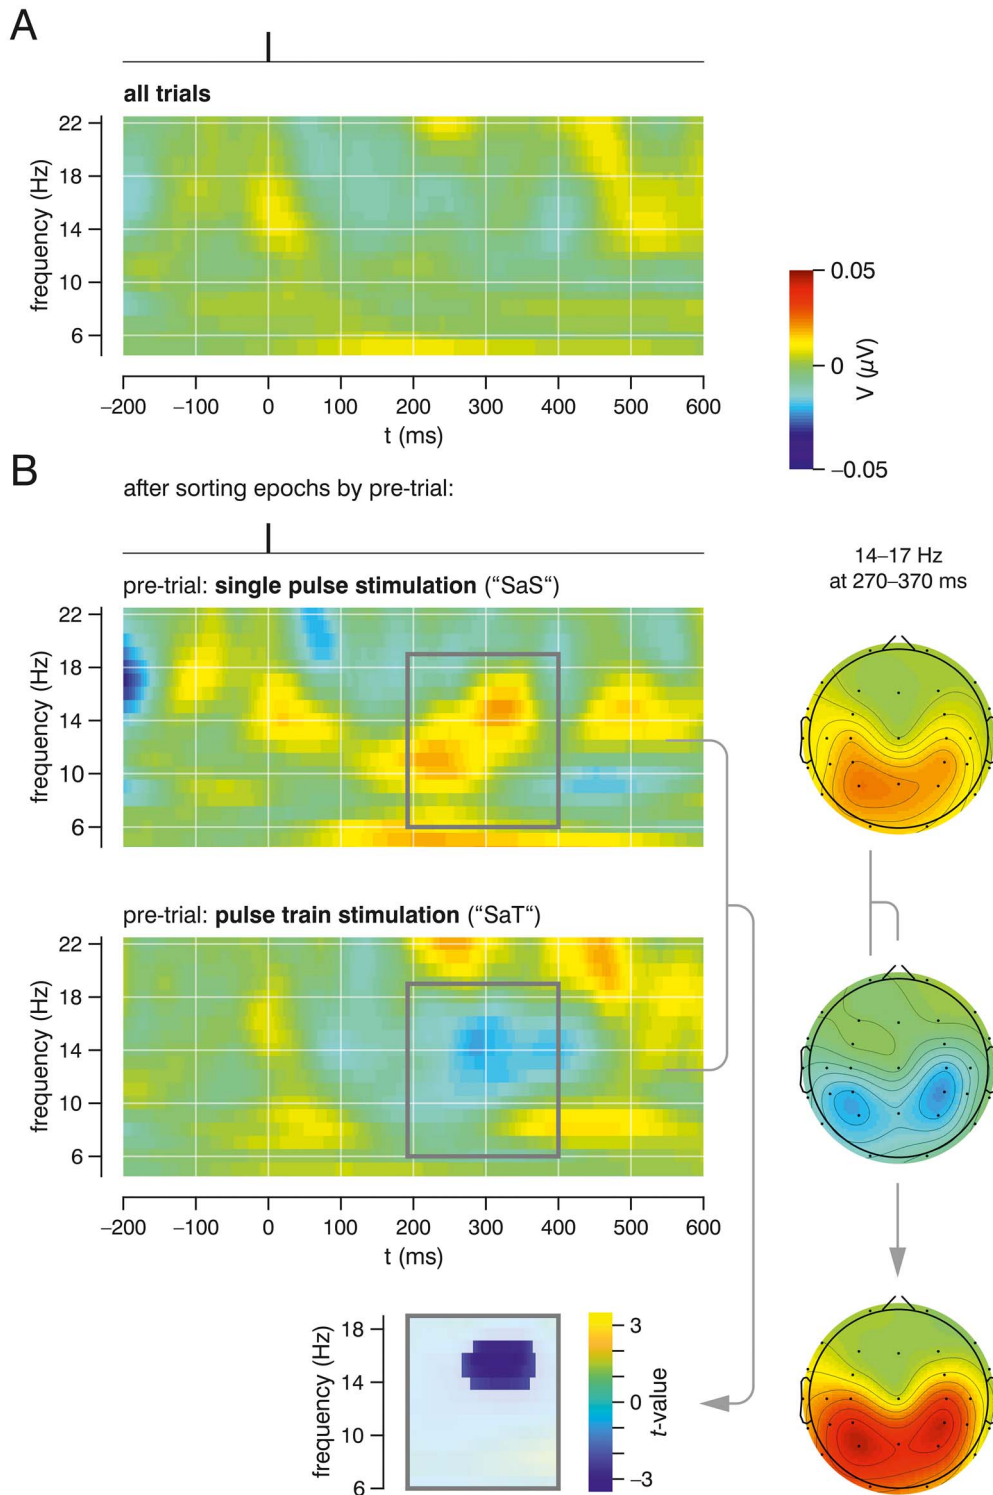 A
all trials
22
18
14
10
6
frequency (Hz)
–200 –100 0 100 200 300 400 500 600
t (ms)
0.05
0
–0.05
V (μV)
B
after sorting epochs by pre-trial:
pre-trial: single pulse stimulation (“SaS“)
22
18
14
10
6
frequency (Hz)
14–17 Hz
at 270–370 ms
pre-trial: pulse train stimulation (“SaT“)
22
18
14
10
6
frequency (Hz)
–200 –100 0 100 200 300 400 500 600
t (ms)
18
14
10
6
frequency (Hz)
3
0
–3
t-value